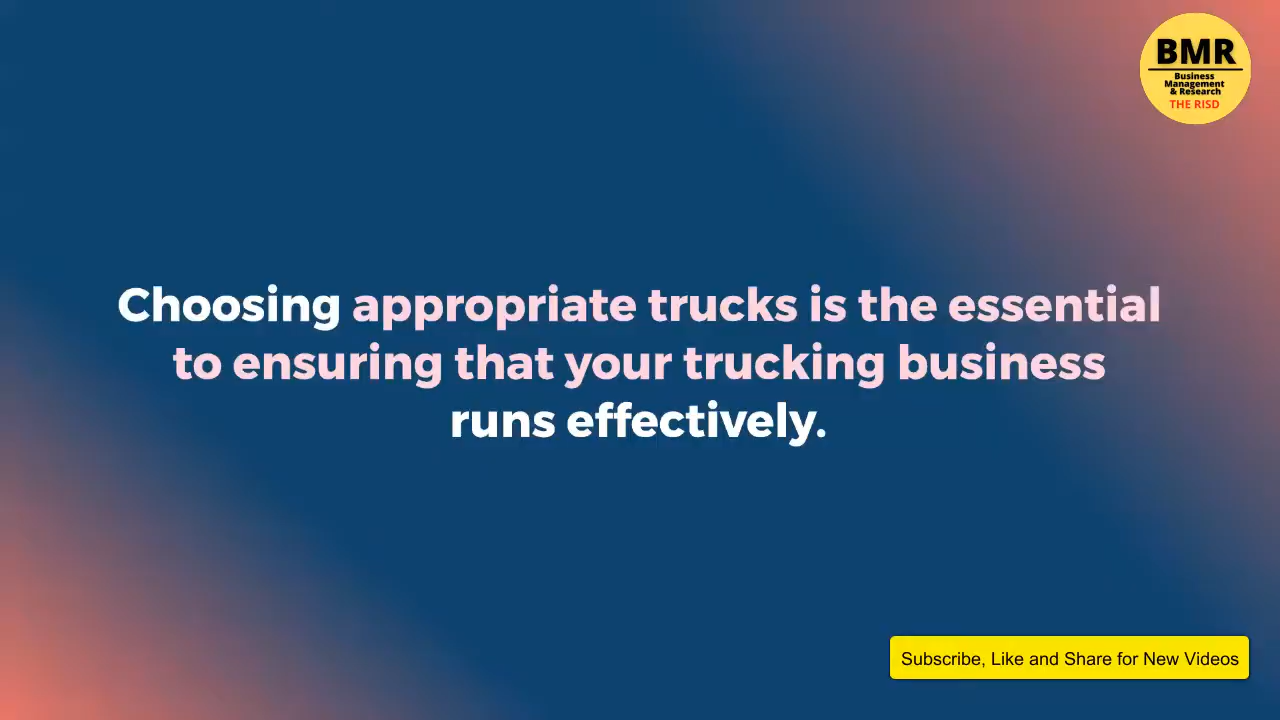 BMR
Business
Management
& Research
THE RISD
Choosing appropriate trucks is the essential
to ensuring that your trucking business
runs effectively.
Subscribe, Like and Share for New Videos